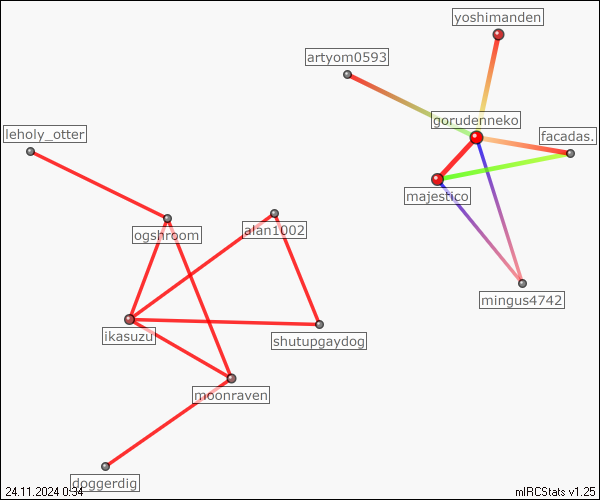 yoshimanden
artyom0593
gorudenneko
leholy_otter
facadas.
majestico
ogshroom
alan1002
mingus4742
ikasuzu
shutupgaydog
moonraven
doggerdig
24.11.2024 0:34
mIRCStats v1.25